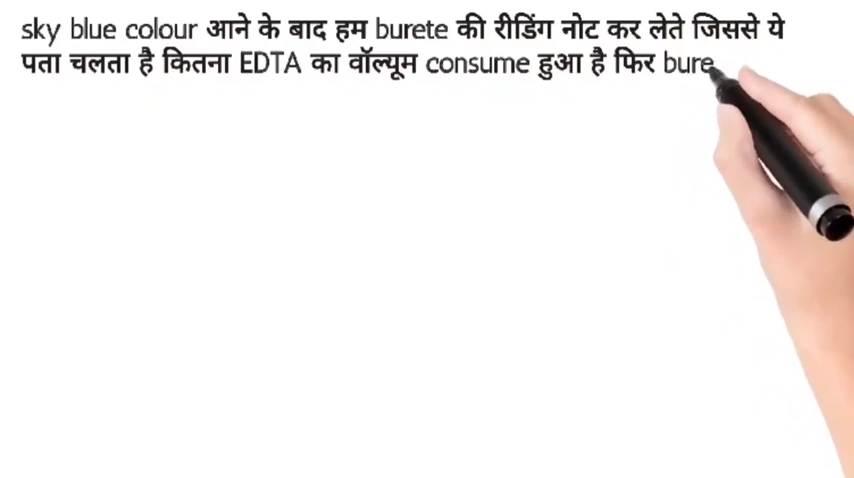 sky blue colour आने के बाद हम burete की रीडिंग नोट कर लेते जिससे ये
पता चलता है कितना EDTA का वॉल्यूम consume हुआ है फिर bure